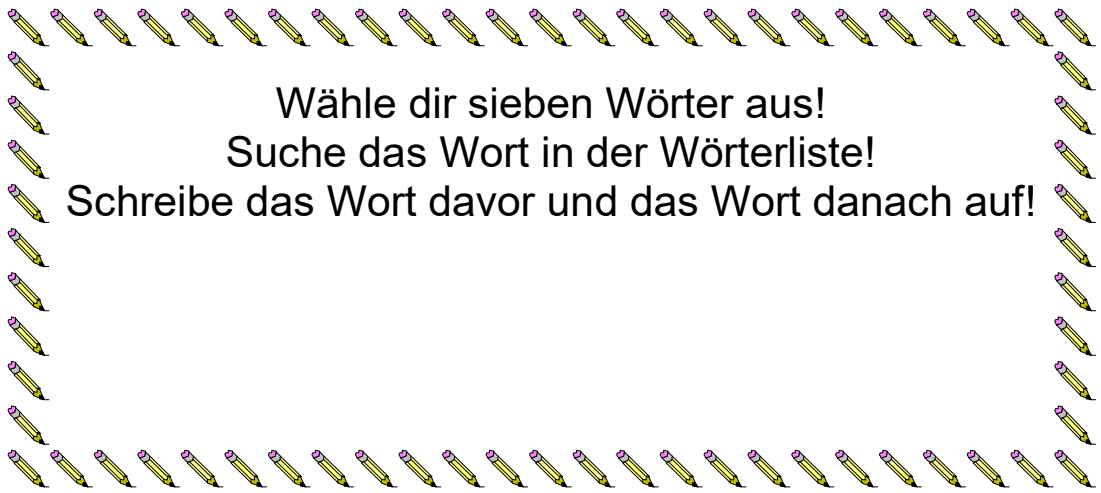 Wähle dir sieben Wörter aus!
Suche das Wort in der Wörterliste!
Schreibe das Wort davor und das Wort danach auf!